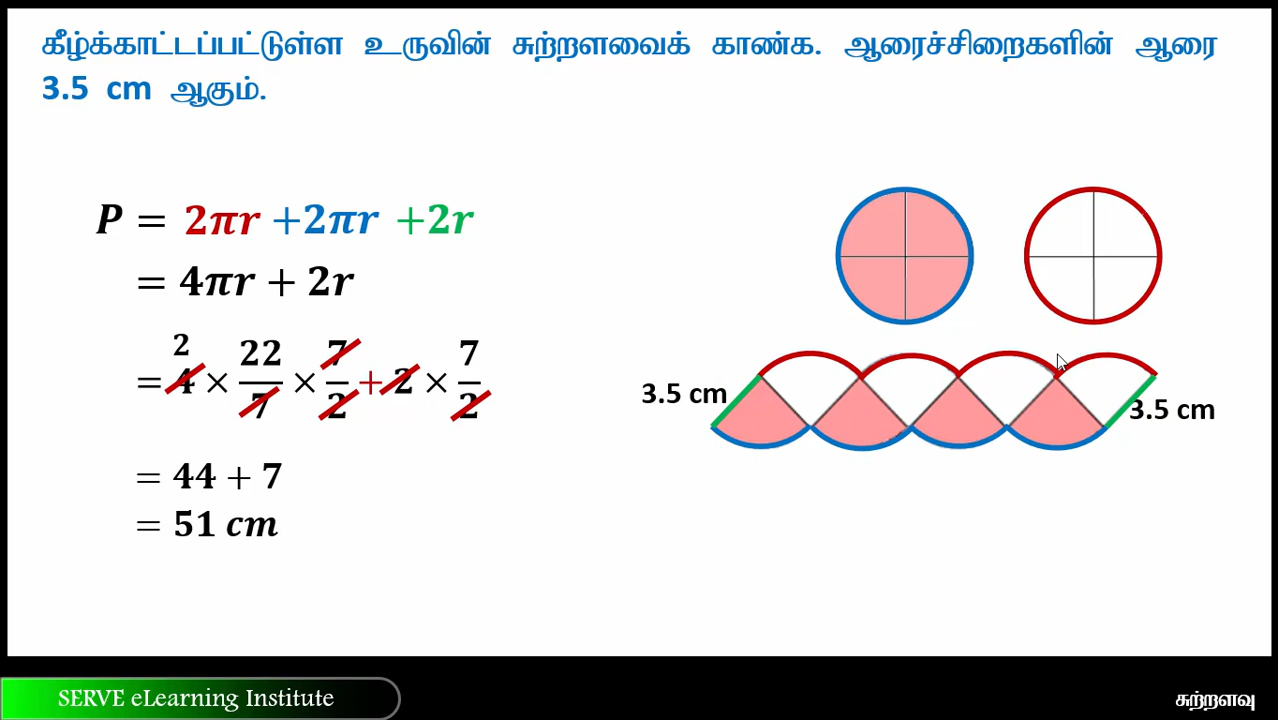 கீழ்க்காட்டப்பட்டுள்ள உருவின் சுற்றளவைக் காண்க. ஆரைச்சிறைகளின் ஆரை
3.5 cm ஆகும்.
P = 2πr +2πr +2r
= 4πr + 2r
2
= 4 × 22/7 × 7/2 + 2 × 7/2
= 44 + 7
= 51 cm
3.5 cm
3.5 cm
SERVE eLearning Institute
சுற்றளவு